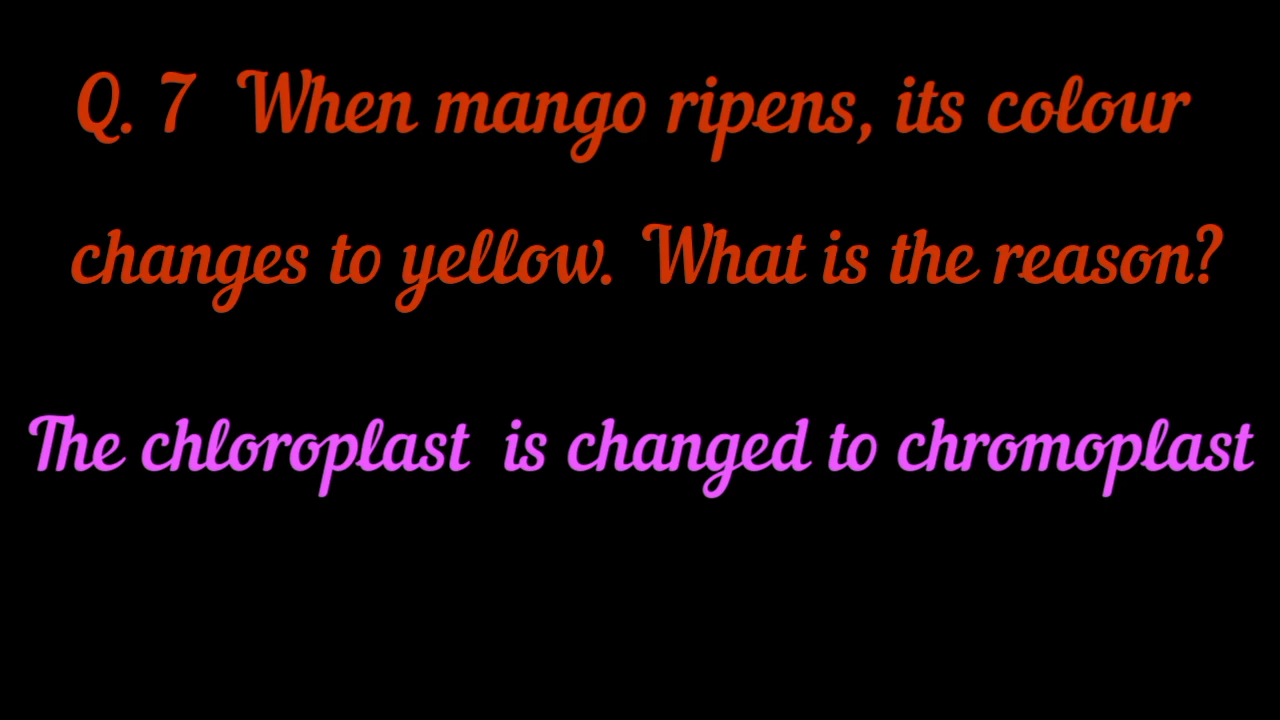 Q. 7 When mango ripens, its colour
changes to yellow. What is the reason?
The chloroplast is changed to chromoplast